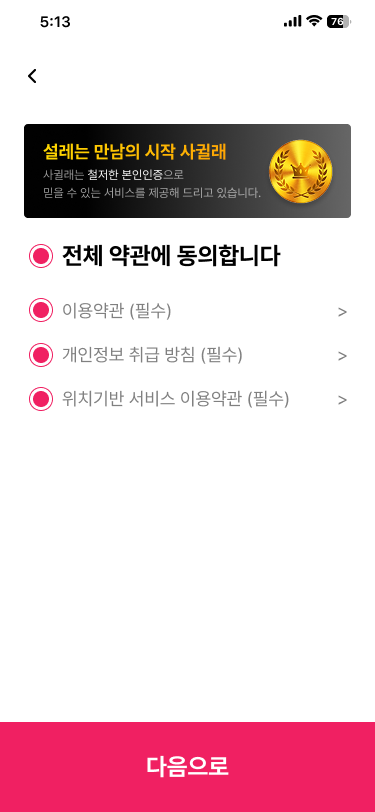 5:13
76
설레는 만남의 시작 사귈래
사귈래는 철저한 본인인증으로
믿을 수 있는 서비스를 제공해 드리고 있습니다.
전체 약관에 동의합니다
이용약관 (필수) >
개인정보 취급 방침 (필수) >
위치기반 서비스 이용약관 (필수) >
다음으로